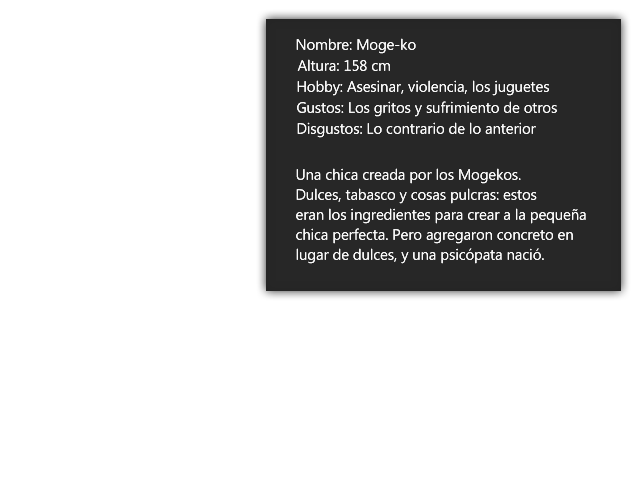 Nombre: Moge-ko
Altura: 158 cm
Hobby: Asesinar, violencia, los juguetes
Gustos: Los gritos y sufrimiento de otros
Disgustos: Lo contrario de lo anterior
Una chica creada por los Mogekos.
Dulces, tabasco y cosas pulcras: estos
eran los ingredientes para crear a la pequeña
chica perfecta. Pero agregaron concreto en
lugar de dulces, y una psicópata nació.